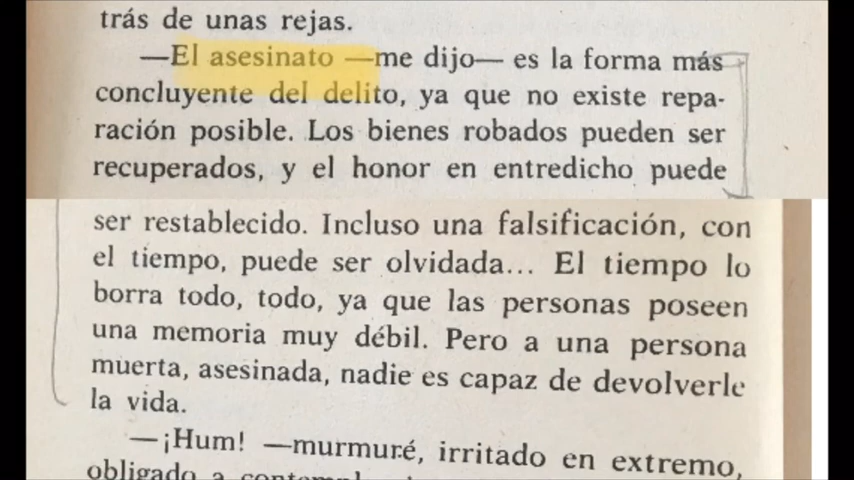 trás de unas rejas.
—El asesinato —me dijo— es la forma más
concluyente del delito, ya que no existe repa-
ración posible. Los bienes robados pueden ser
recuperados, y el honor en entredicho puede
ser restablecido. Incluso una falsificación, con
el tiempo, puede ser olvidada... El tiempo lo
borra todo, todo, ya que las personas poseen
una memoria muy débil. Pero a una persona
muerta, asesinada, nadie es capaz de devolverle
la vida.
—¡Hum! —murmuré, irritado en extremo,
obligado a